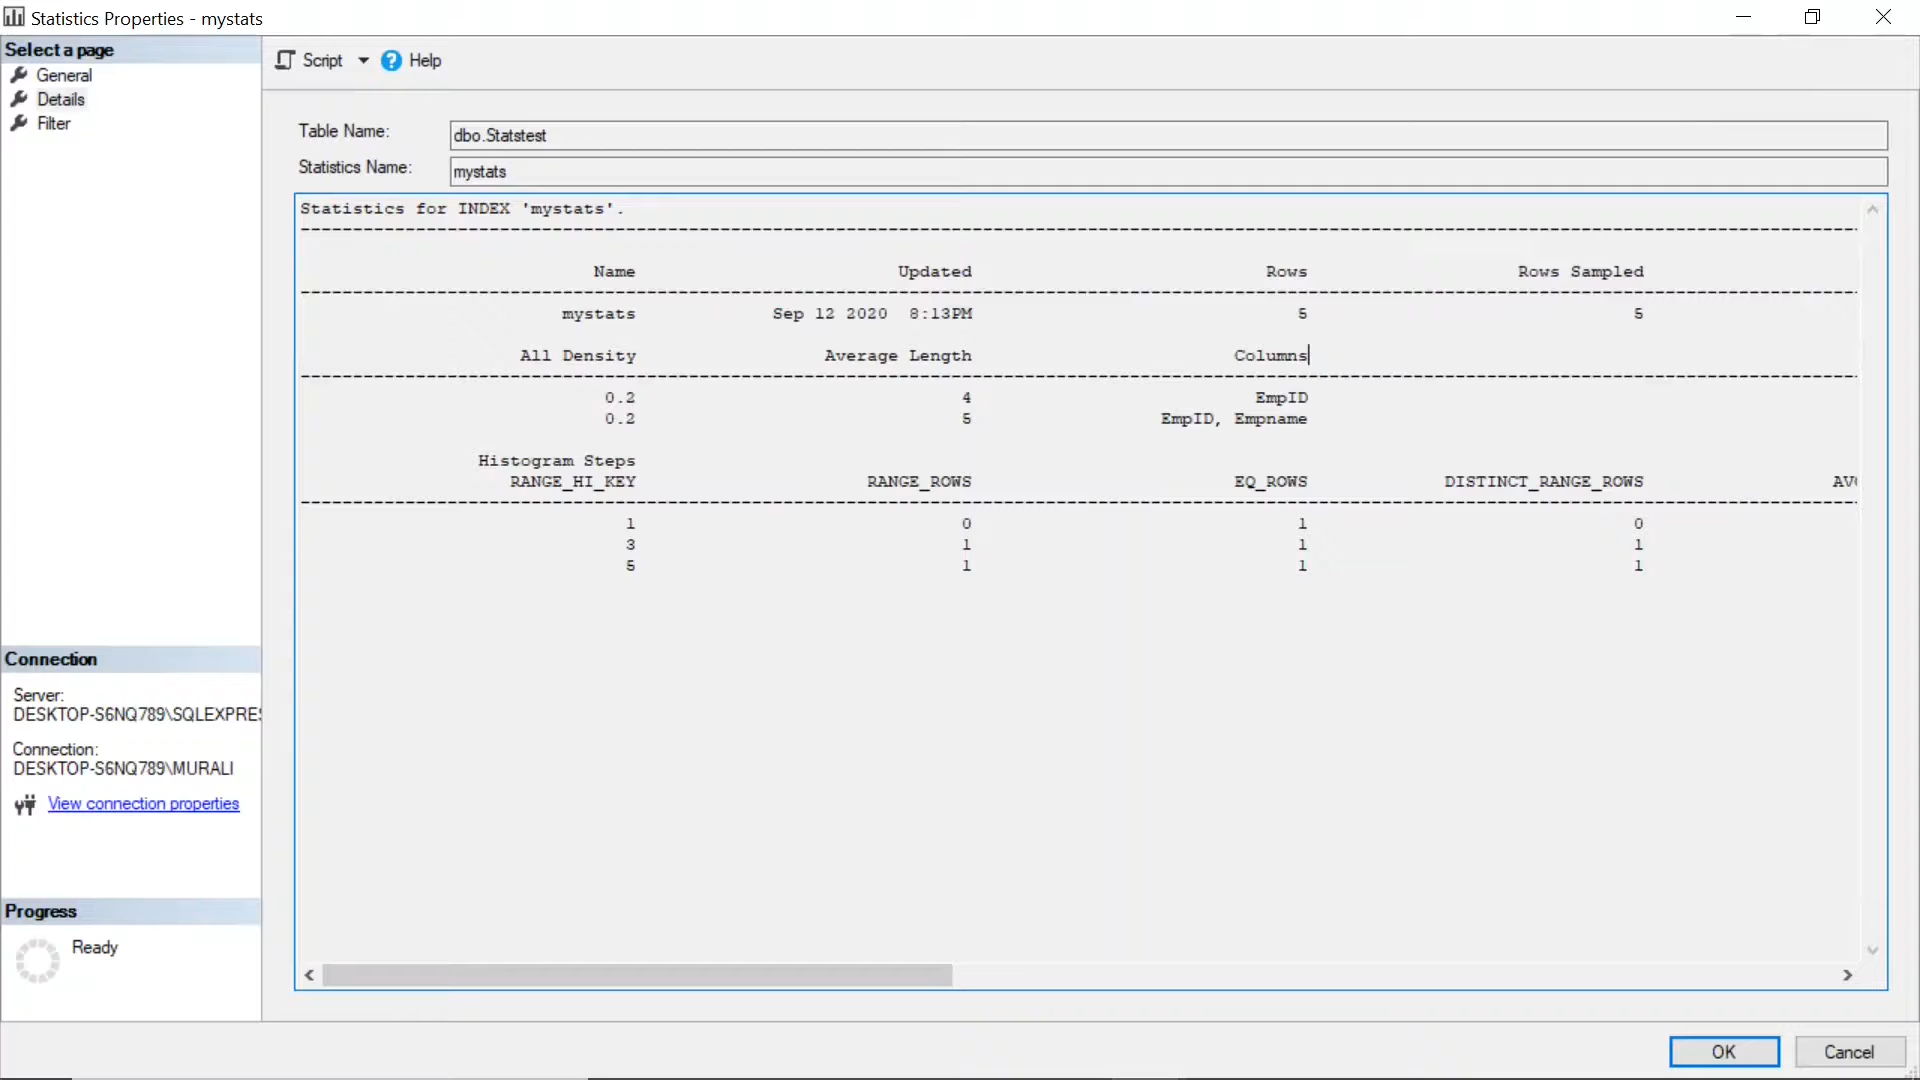 Statistics Properties - mystats
Select a page
General
Details
Filter
Script Help
Table Name: dbo.Statstest
Statistics Name: mystats
Statistics for INDEX 'mystats'.
Name Updated Rows Rows Sampled
mystats Sep 12 2020 8:13PM 5 5
All Density Average Length Columns
0.2 4 EmpID
0.2 5 EmpID, Empname
Histogram Steps
RANGE_HI_KEY RANGE_ROWS EQ_ROWS DISTINCT_RANGE_ROWS AV
1 0 1 0
3 1 1 1
5 1 1 1
Connection
Server:
DESKTOP-S6NQ789\SQLEXPRES
Connection:
DESKTOP-S6NQ789\MURALI
View connection properties
Progress
Ready
OK Cancel